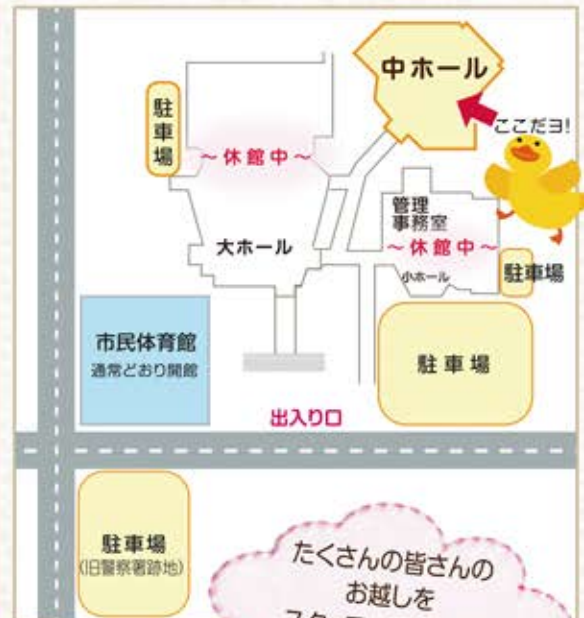 中ホール
ここだヨ!
駐車場
～休館中～
大ホール
管理
事務室
～休館中～
小ホール
駐車場
市民体育館
通常どおり開館
駐車場
出入り口
駐車場
(旧警察署跡地)
たくさんの皆さんの
お越しを